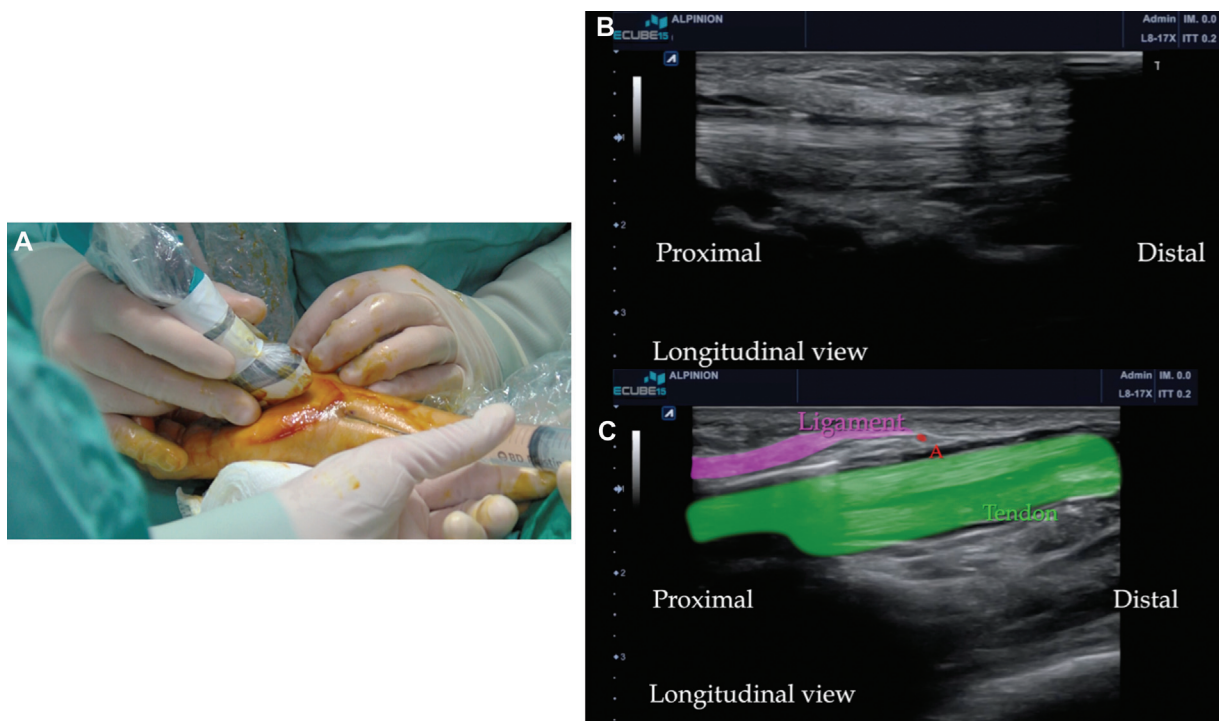 A
BD
B
ALPINION
ECUBE15
Admin
IM. 0.0
L8-17X
ITT 0.2
2
3
Proximal
Distal
Longitudinal view
C
ALPINION
ECUBE15
Admin
IM. 0.0
L8-17X
ITT 0.2
Ligament
A
Tendon
2
3
Proximal
Distal
Longitudinal view